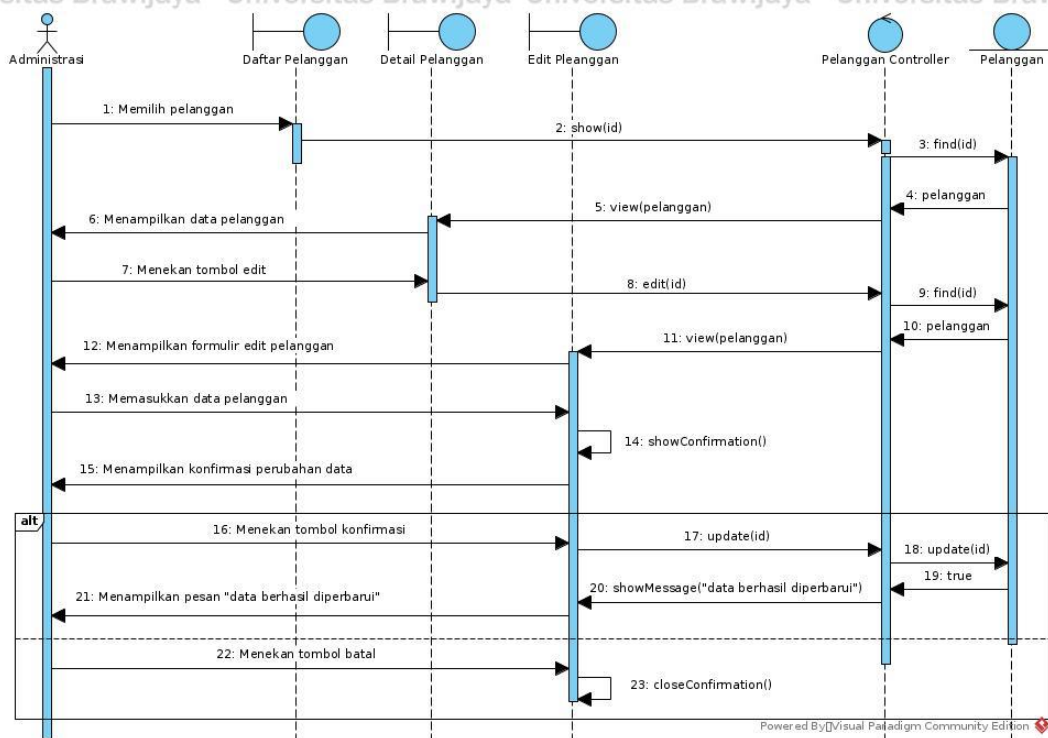 Universitas Brawijaya Universitas Brawijaya Universitas
Administrasi
Daftar Pelanggan
Detail Pelanggan
Edit Pleanggan
Pelanggan Controller
Pelanggan
1: Memilih pelanggan
2: show(id)
3: find(id)
4: pelanggan
5: view(pelanggan)
6: Menampilkan data pelanggan
7: Menekan tombol edit
8: edit(id)
9: find(id)
10: pelanggan
11: view(pelanggan)
12: Menampilkan formulir edit pelanggan
13: Memasukkan data pelanggan
14: showConfirmation()
15: Menampilkan konfirmasi perubahan data
alt
16: Menekan tombol konfirmasi
17: update(id)
18: update(id)
19: true
20: showMessage("data berhasil diperbarui")
21: Menampilkan pesan "data berhasil diperbarui"
22: Menekan tombol batal
23: closeConfirmation()
Powered By Visual Paradigm Community Edition